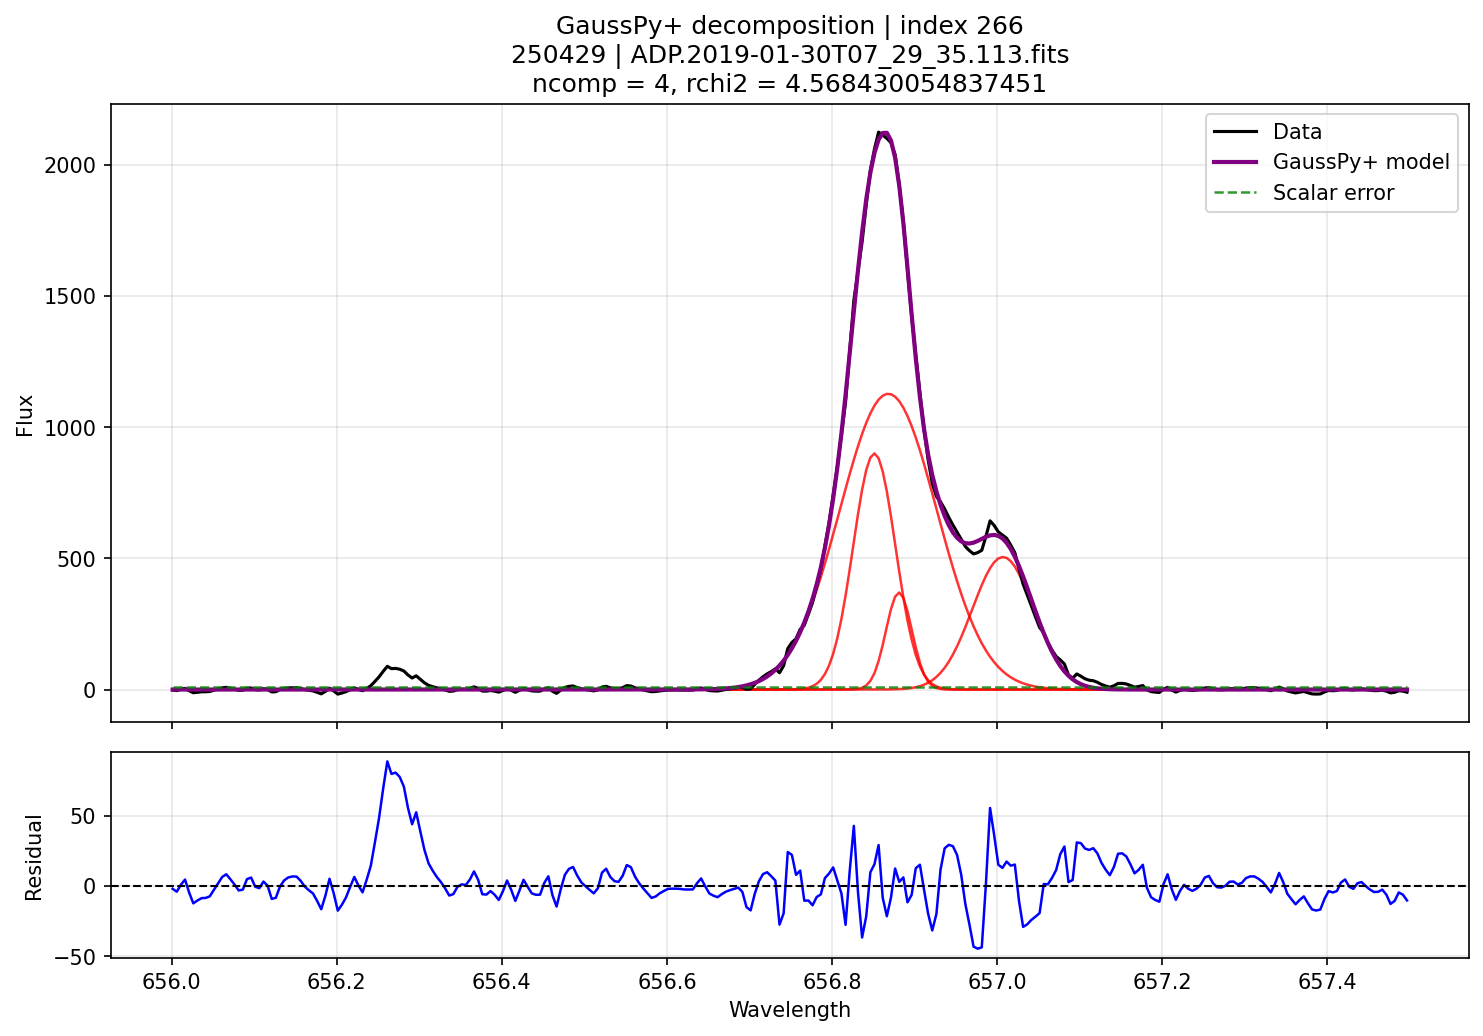 GaussPy+ decomposition | index 266
250429 | ADP.2019-01-30T07_29_35.113.fits
ncomp = 4, rchi2 = 4.568430054837451
Data
GaussPy+ model
Scalar error
Flux
2000
1500
1000
500
0
Residual
50
0
−50
656.0
656.2
656.4
656.6
656.8
657.0
657.2
657.4
Wavelength